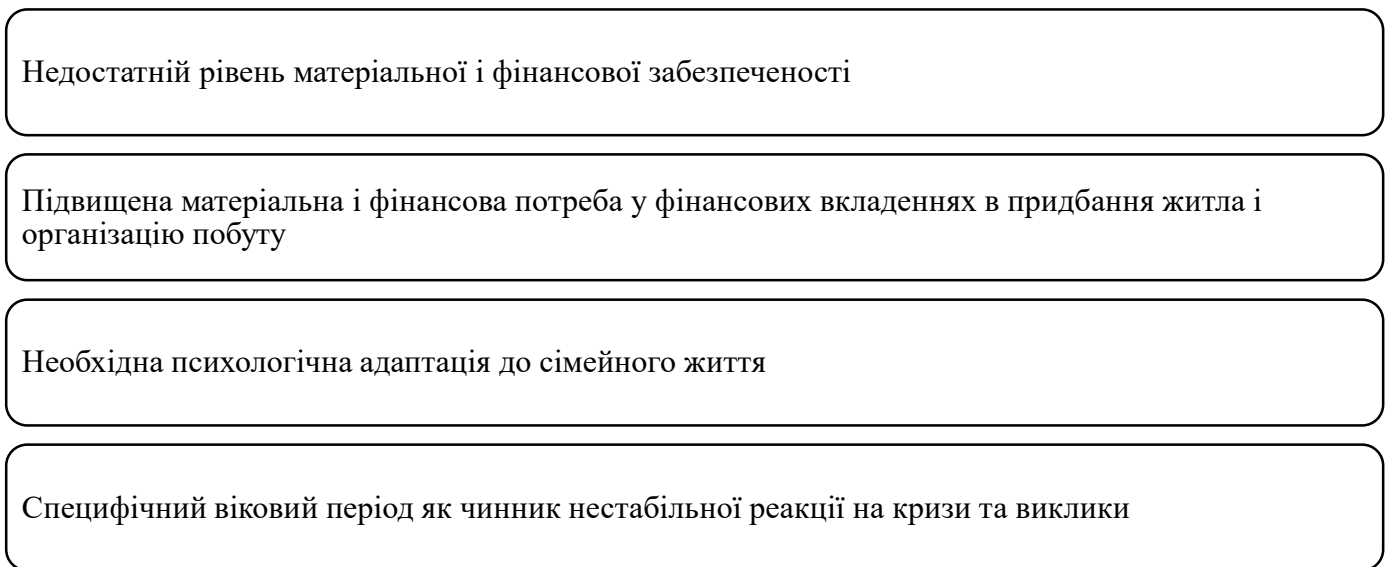 Недостатній рівень матеріальної і фінансової забезпеченості
Підвищена матеріальна і фінансова потреба у фінансових вкладеннях в придбання житла і
організацію побуту
Необхідна психологічна адаптація до сімейного життя
Специфічний віковий період як чинник нестабільної реакції на кризи та виклики